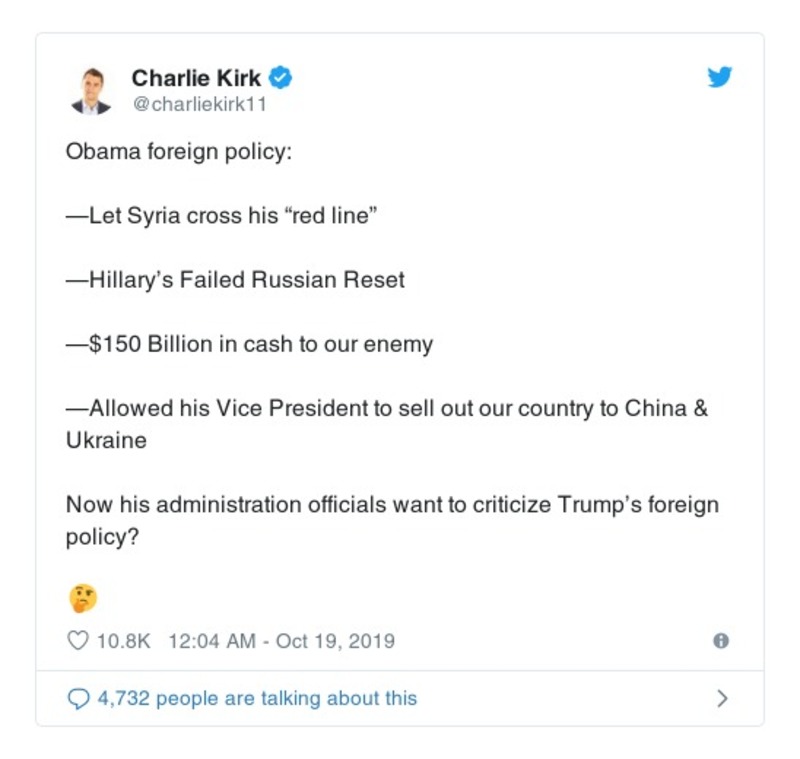 Charlie Kirk
@charliekirk11
Obama foreign policy:
—Let Syria cross his “red line”
—Hillary’s Failed Russian Reset
—$150 Billion in cash to our enemy
—Allowed his Vice President to sell out our country to China &
Ukraine
Now his administration officials want to criticize Trump’s foreign
policy?
🤔
10.8K 12:04 AM - Oct 19, 2019
4,732 people are talking about this